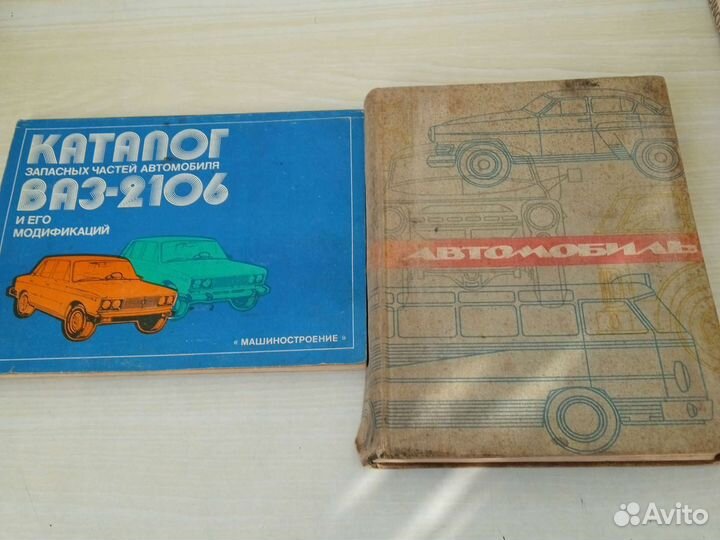 КАТАЛОГ
ЗАПАСНЫХ ЧАСТЕЙ АВТОМОБИЛЯ
ВАЗ-2106
И ЕГО
МОДИФИКАЦИЙ
« МАШИНОСТРОЕНИЕ »
АВТОМОБИЛЬ
Avito